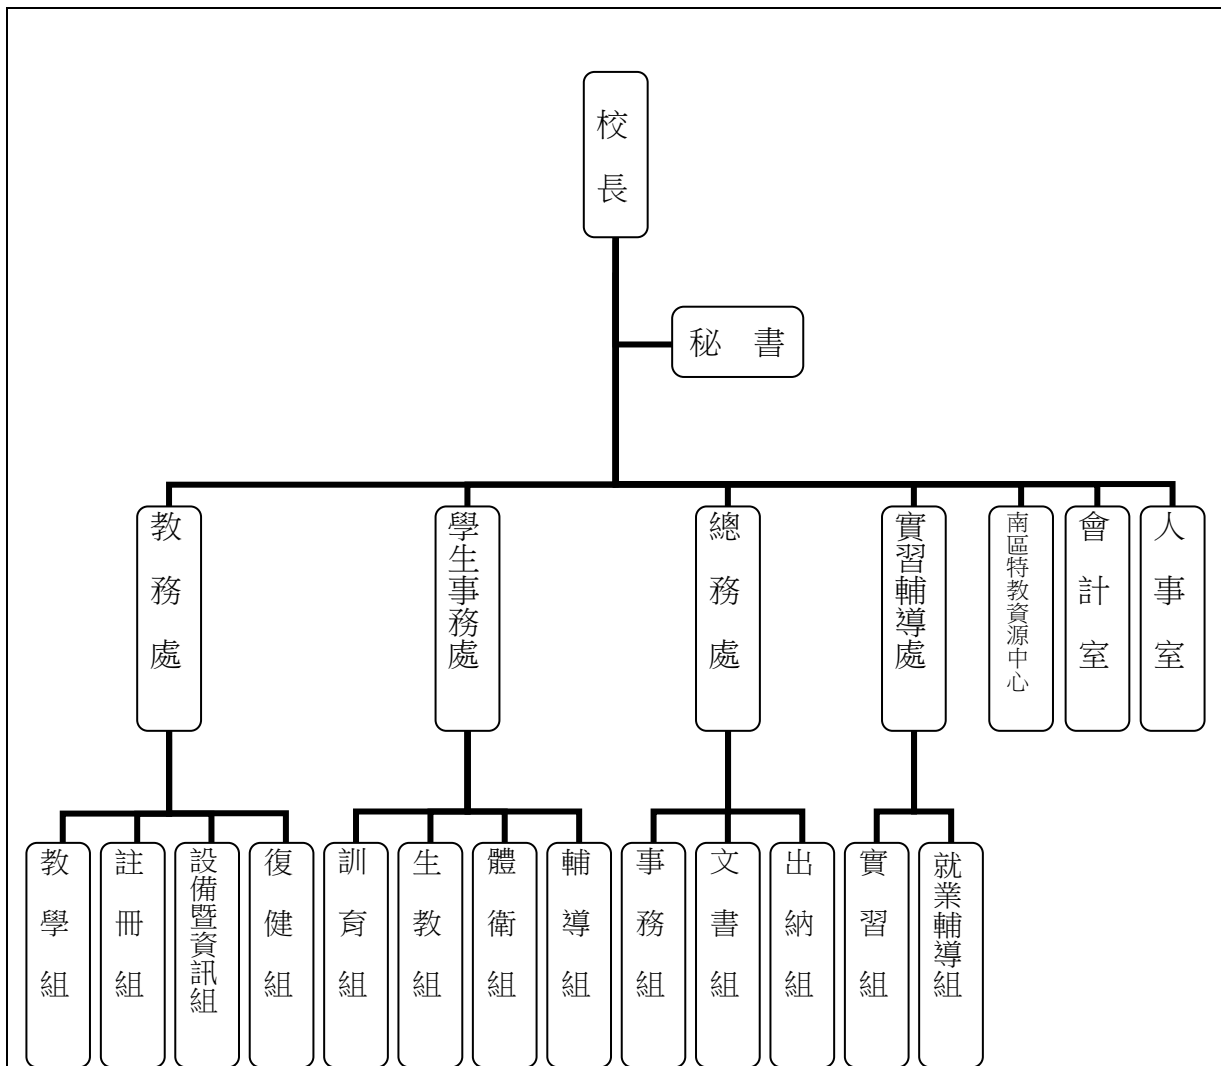 校長
秘書
教務處
學生事務處
總務處
實習輔導處
南區特教資源中心
會計室
人事室
教學組
註冊組
設備暨資訊組
復健組
訓育組
生教組
體衛組
輔導組
事務組
文書組
出納組
實習組
就業輔導組